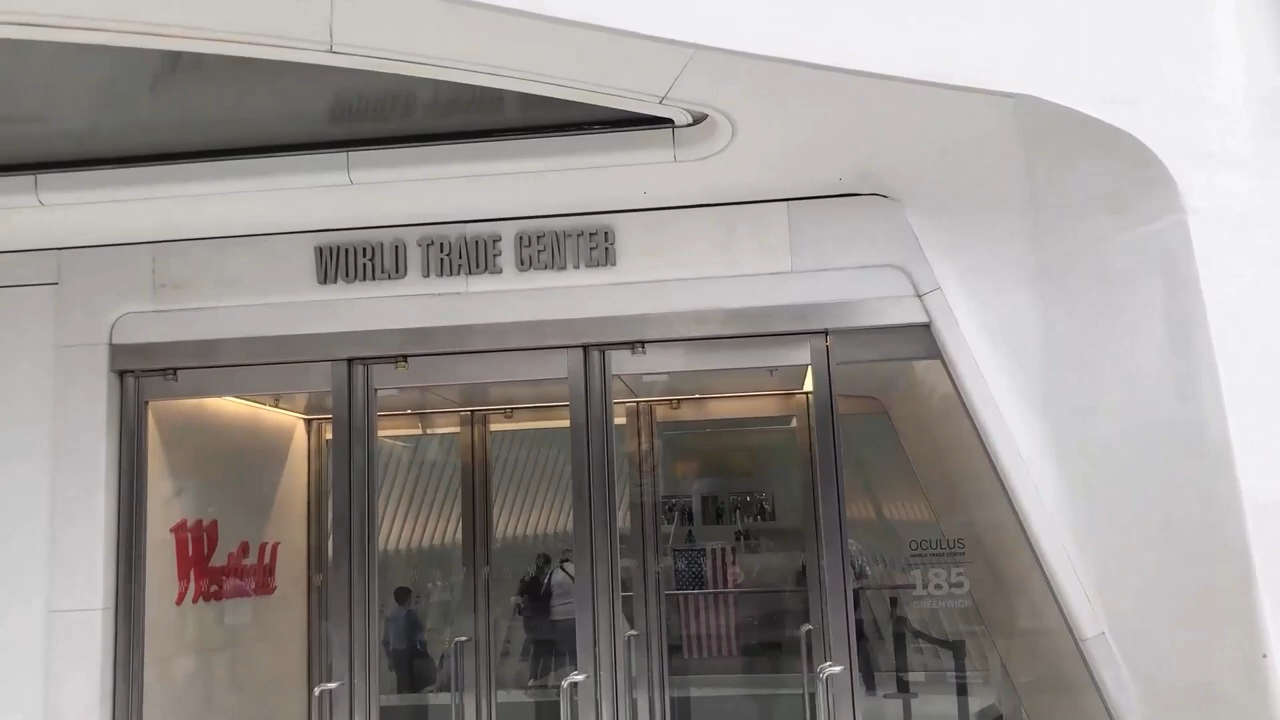 WORLD TRADE CENTER
Westfield
OCULUS
WORLD TRADE CENTER
185
GREENWICH